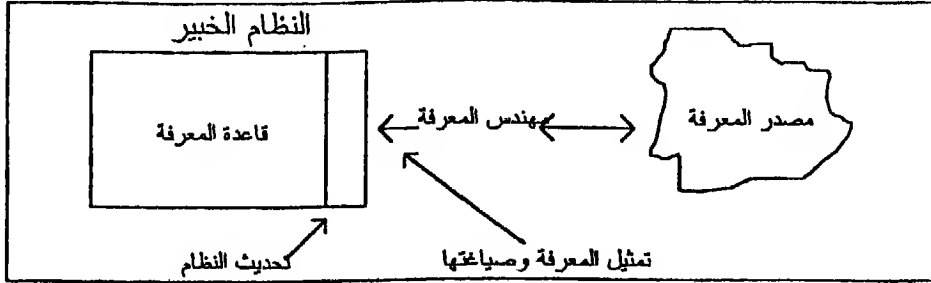 النظام الخبير
مصدر المعرفة
مهندس المعرفة
قاعدة المعرفة
تمثيل المعرفة وصياغتها
تحديث النظام